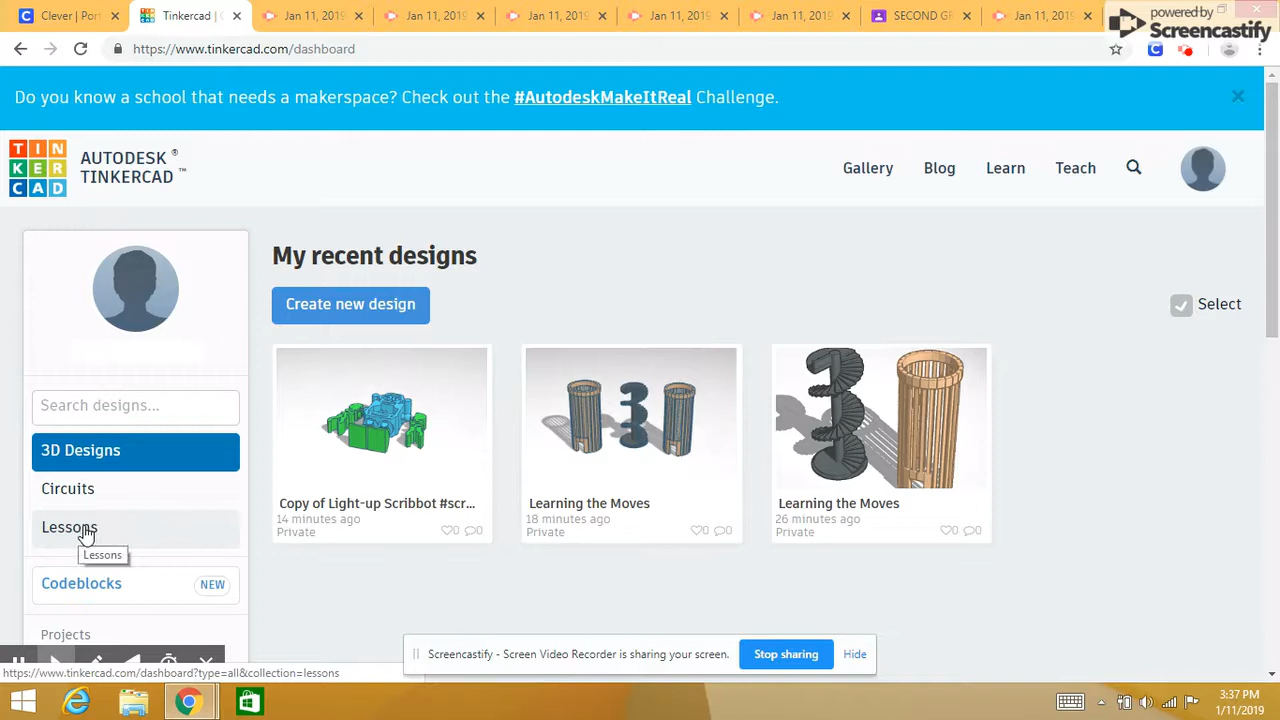 Clever | Por
Tinkercad |
Jan 11, 2019
Jan 11, 2019
Jan 11, 2019
Jan 11, 2019
Jan 11, 2019
SECOND GR
Jan 11, 2019
powered by
Screencastify
https://www.tinkercad.com/dashboard
Do you know a school that needs a makerspace? Check out the #AutodeskMakeItReal Challenge.
TIN
KER
CAD
AUTODESK ®
TINKERCAD ™
Gallery Blog Learn Teach
My recent designs
Create new design
Select
Search designs...
3D Designs
Circuits
Lessons
Lessons
Codeblocks NEW
Projects
Copy of Light-up Scribbot #scr...
14 minutes ago
Private 0 0
Learning the Moves
18 minutes ago
Private 0 0
Learning the Moves
26 minutes ago
Private 0 0
Screencastify - Screen Video Recorder is sharing your screen. Stop sharing Hide
https://www.tinkercad.com/dashboard?type=all&collection=lessons
3:37 PM
1/11/2019